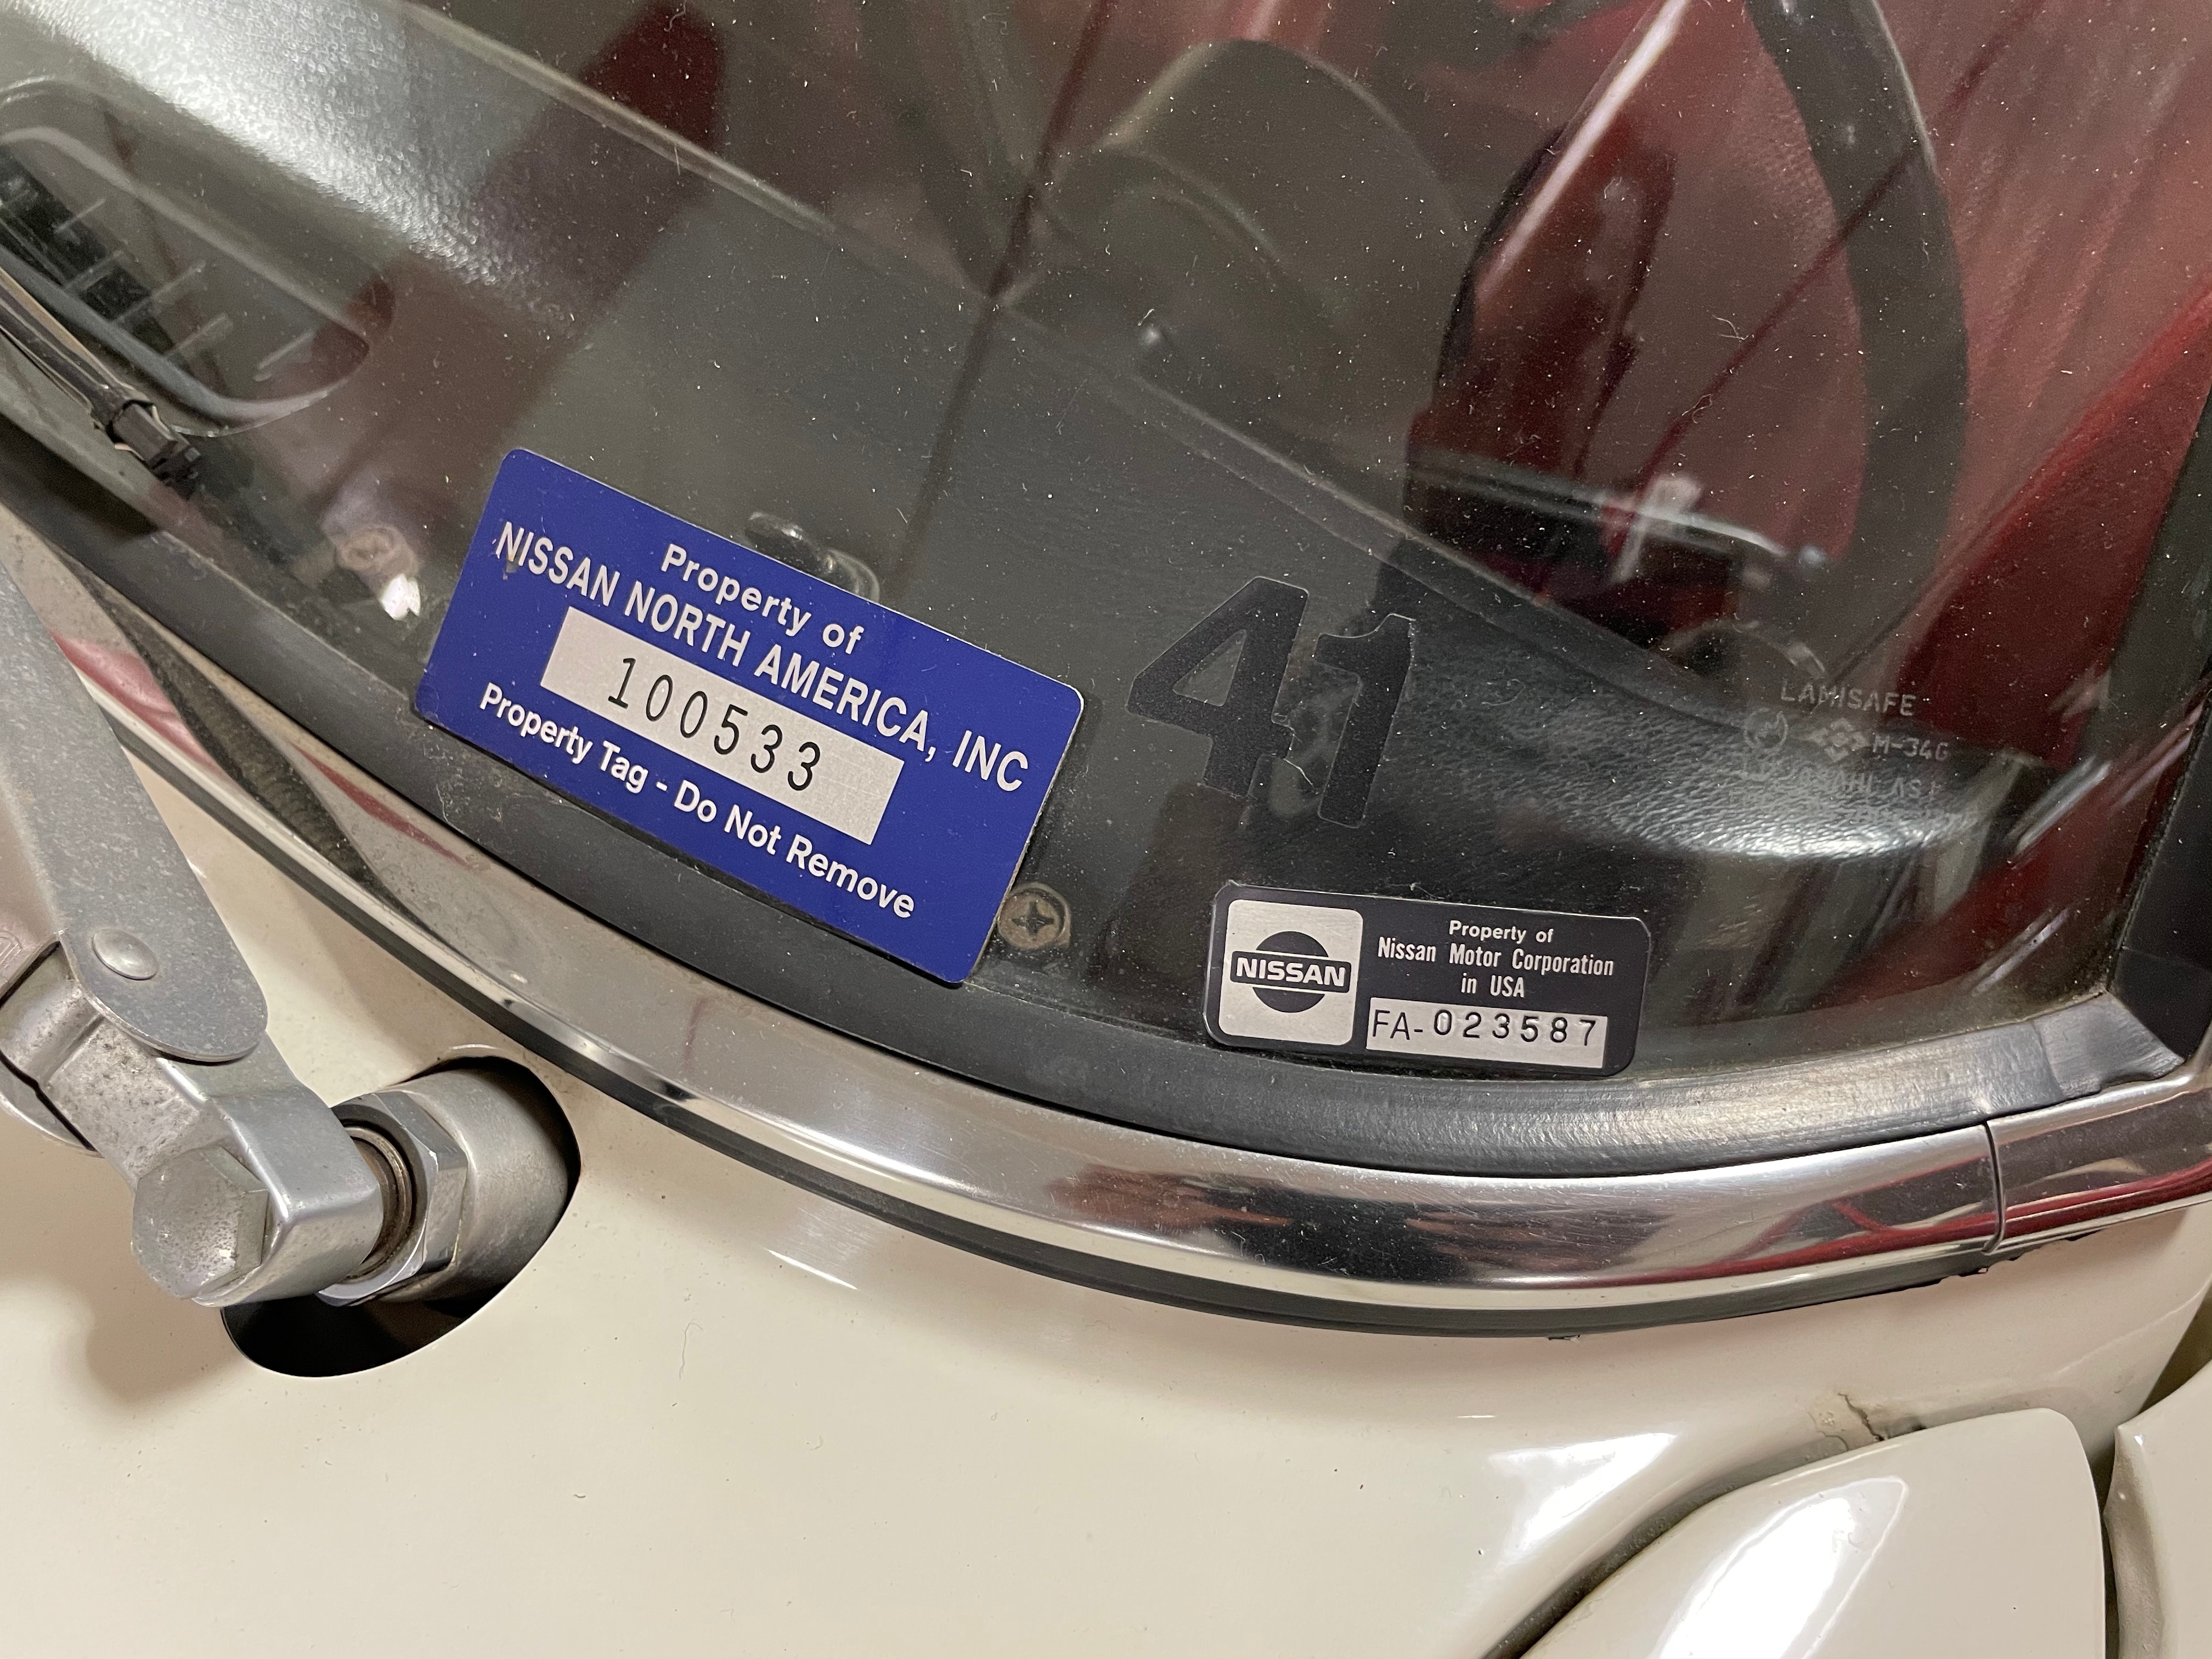 Property of
NISSAN NORTH AMERICA, INC
100533
Property Tag - Do Not Remove
41
LAMISAFE
M-34G
NISSAN
Property of
Nissan Motor Corporation
in USA
FA-023587